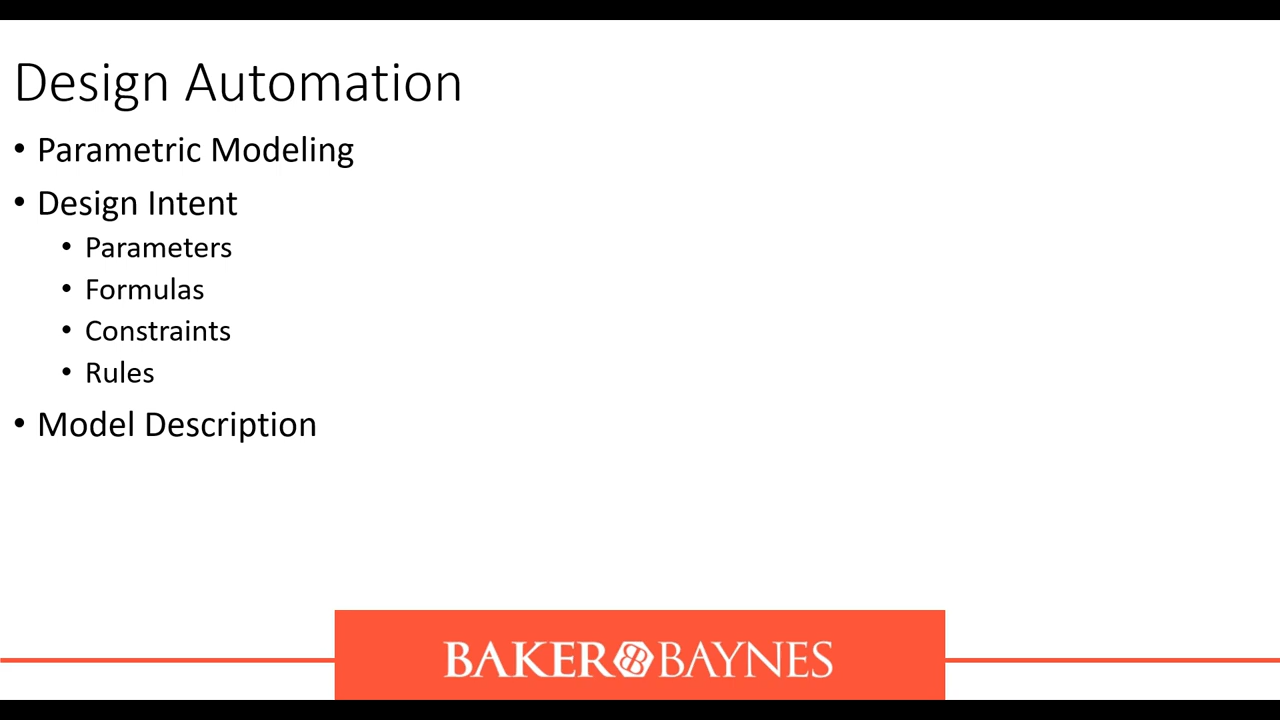 Design Automation
• Parametric Modeling
• Design Intent
• Parameters
• Formulas
• Constraints
• Rules
• Model Description
BAKER BAYNES